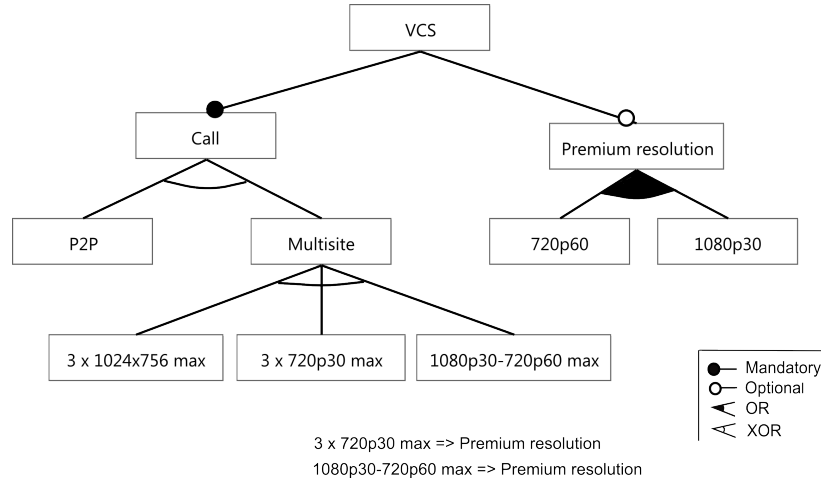 VCS
Call
Premium resolution
P2P
Multisite
720p60
1080p30
3 x 1024x756 max
3 x 720p30 max
1080p30-720p60 max
Mandatory
Optional
OR
XOR
3 x 720p30 max => Premium resolution
1080p30-720p60 max => Premium resolution